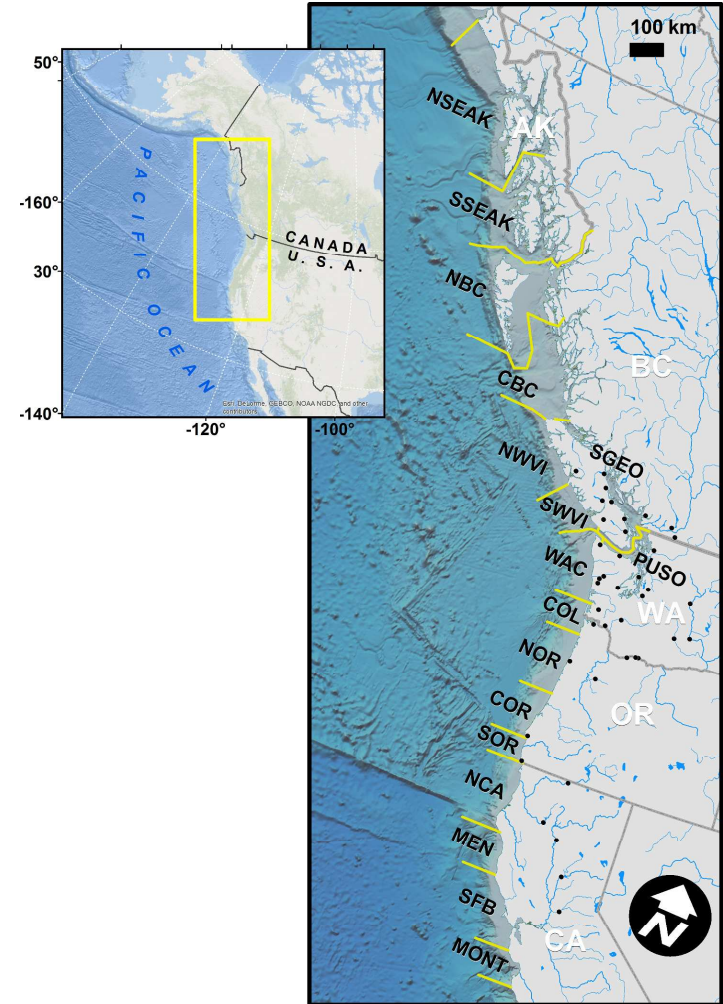 100 km
50°
NSEAK
AK
PACIFIC OCEAN
SSEAK
-160°
CANADA
U. S. A.
30°
NBC
BC
CBC
Esri, DeLorme, GEBCO, NOAA NGDC, and other
contributors
-140°
-120°
-100°
NWVI
SGEO
SWVI
WAC
PUSO
COL
WA
NOR
COR
OR
SOR
NCA
MEN
SFB
N
CA
MONT